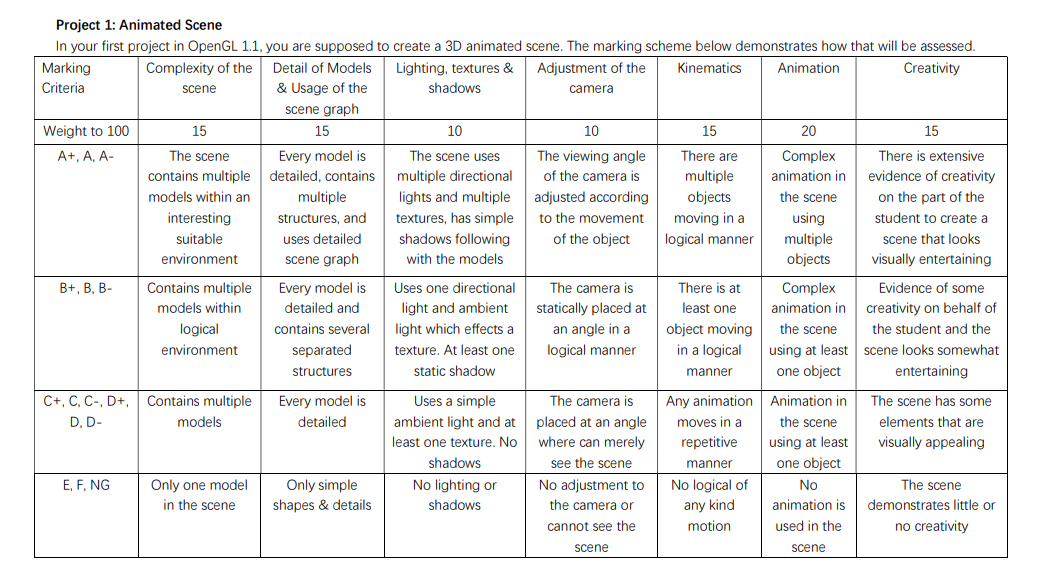 Project 1: Animated Scene
In your first project in OpenGL 1.1, you are supposed to create a 3D animated scene. The marking scheme below demonstrates how that will be assessed.
Marking
Criteria
Complexity of the
scene
Detail of Models
& Usage of the
scene graph
Lighting, textures &
shadows
Adjustment of the
camera
Kinematics
Animation
Creativity
Weight to 100
15
15
10
10
15
20
15
A+, A, A-
The scene
contains multiple
models within an
interesting
suitable
environment
Every model is
detailed, contains
multiple
structures, and
uses detailed
scene graph
The scene uses
multiple directional
lights and multiple
textures, has simple
shadows following
with the models
The viewing angle
of the camera is
adjusted according
to the movement
of the object
There are
multiple
objects
moving in a
logical manner
Complex
animation in
the scene
using
multiple
objects
There is extensive
evidence of creativity
on the part of the
student to create a
scene that looks
visually entertaining
B+, B, B-
Contains multiple
models within
logical
environment
Every model is
detailed and
contains several
separated
structures
Uses one directional
light and ambient
light which effects a
texture. At least one
static shadow
The camera is
statically placed at
an angle in a
logical manner
There is at
least one
object moving
in a logical
manner
Complex
animation in
the scene
using at least
one object
Evidence of some
creativity on behalf of
the student and the
scene looks somewhat
entertaining
C+, C, C-, D+,
D, D-
Contains multiple
models
Every model is
detailed
Uses a simple
ambient light and at
least one texture. No
shadows
The camera is
placed at an angle
where can merely
see the scene
Any animation
moves in a
repetitive
manner
Animation in
the scene
using at least
one object
The scene has some
elements that are
visually appealing
E, F, NG
Only one model
in the scene
Only simple
shapes & details
No lighting or
shadows
No adjustment to
the camera or
cannot see the
scene
No logical of
any kind
motion
No
animation is
used in the
scene
The scene
demonstrates little or
no creativity